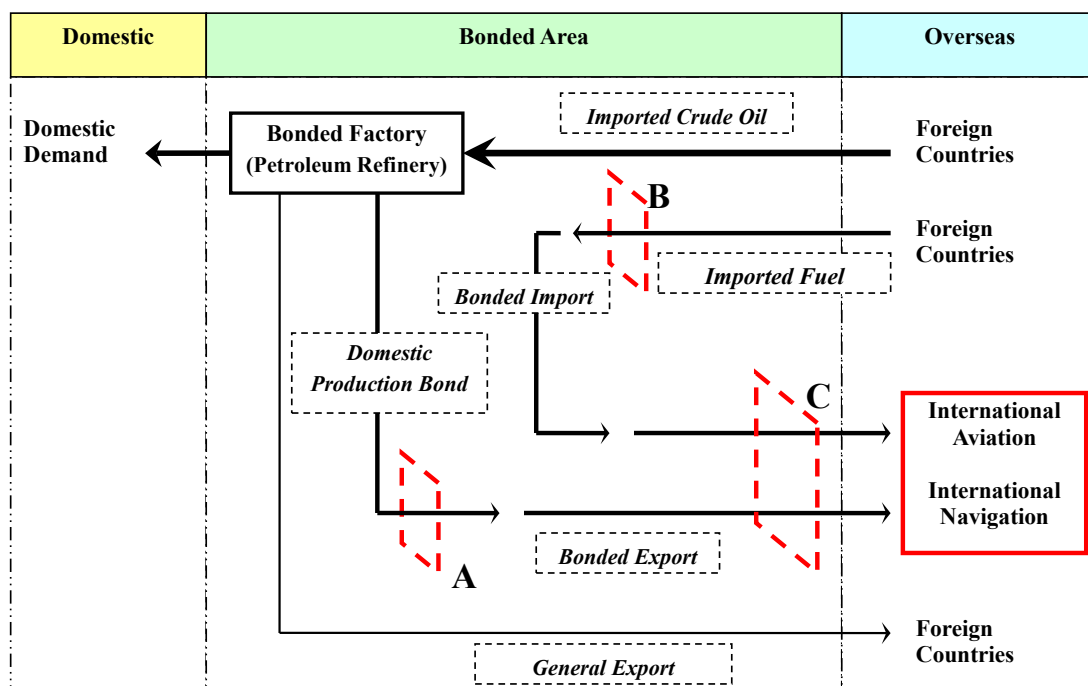 Domestic
Bonded Area
Overseas
Domestic
Demand
Bonded Factory
(Petroleum Refinery)
Imported Crude Oil
Foreign
Countries
B
Foreign
Countries
Bonded Import
Imported Fuel
Domestic
Production Bond
C
International
Aviation
International
Navigation
A
Bonded Export
General Export
Foreign
Countries